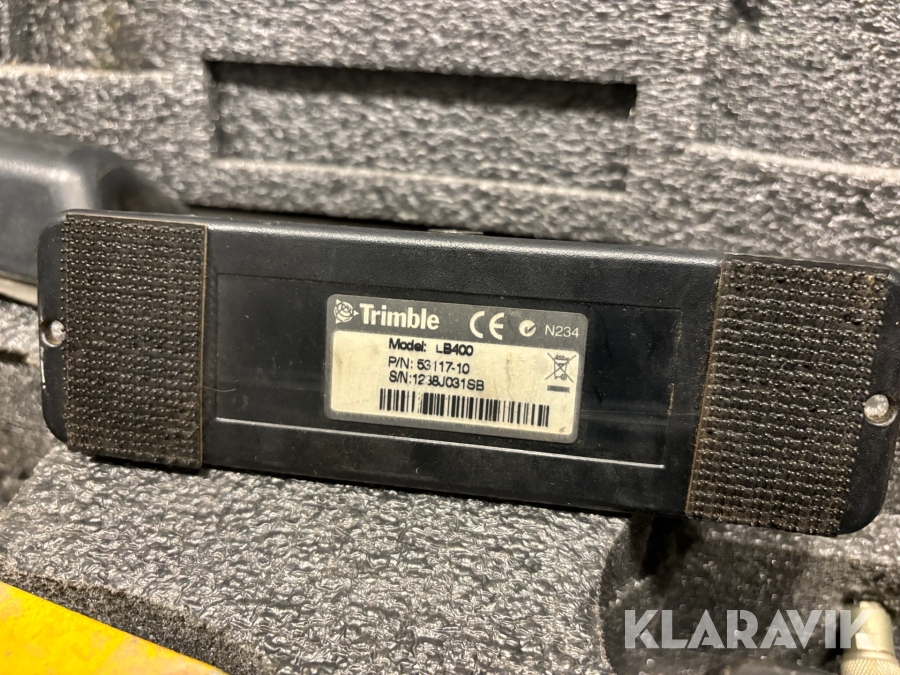 Trimble CE N234
Model: LB400
P/N: 53117-10
S/N:1238J031SB
KLARAVIK